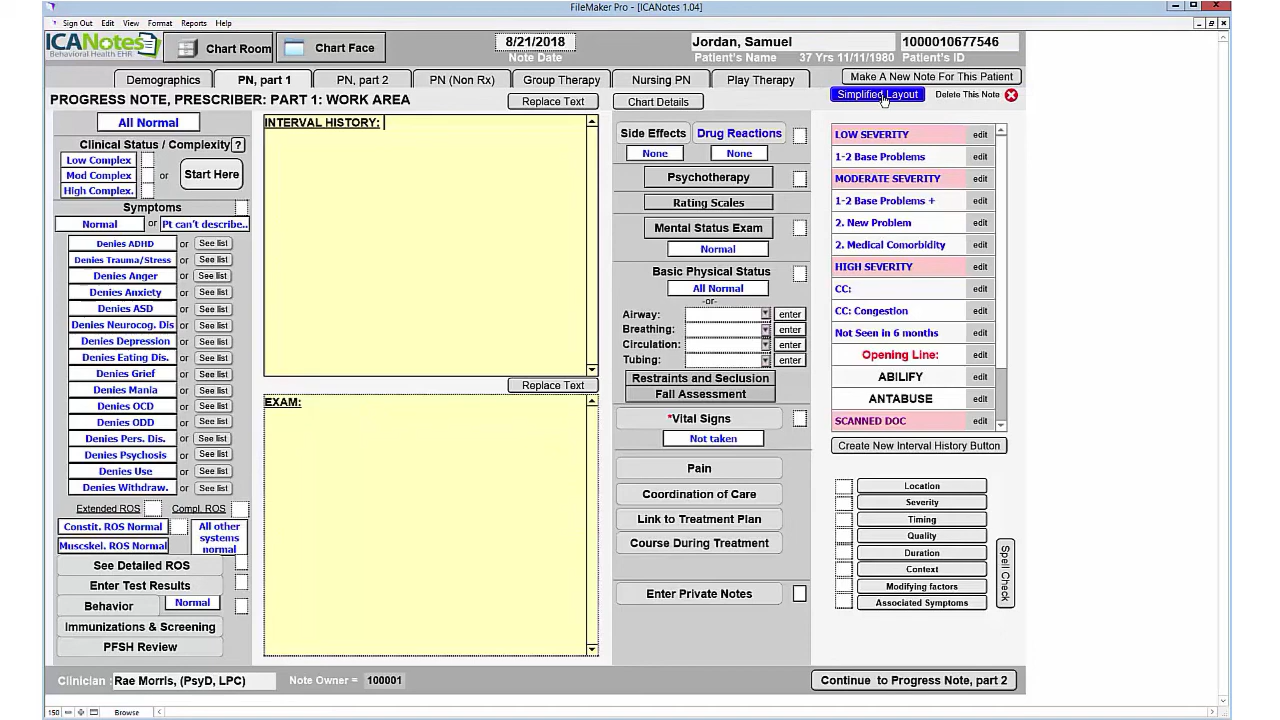 FileMaker Pro - [ICANotes 1.04]
Sign Out Edit View Format Reports Help
ICANotes
Behavioral Health EHR
Chart Room
Chart Face
8/21/2018
Note Date
Jordan, Samuel
Patient's Name
37 Yrs 11/11/1980
1000010677546
Patient's ID
Demographics
PN, part 1
PN, part 2
PN (Non Rx)
Group Therapy
Nursing PN
Play Therapy
Make A New Note For This Patient
PROGRESS NOTE, PRESCRIBER: PART 1: WORK AREA
Replace Text
Chart Details
Simplified Layout
Delete This Note
All Normal
Clinical Status / Complexity ?
Low Complex
Mod Complex
High Complex.
or
Start Here
Symptoms
Normal or Pt can't describe..
Denies ADHD or See list
Denies Trauma/Stress or See list
Denies Anger or See list
Denies Anxiety or See list
Denies ASD or See list
Denies Neurocog. Dis or See list
Denies Depression or See list
Denies Eating Dis. or See list
Denies Grief or See list
Denies Mania or See list
Denies OCD or See list
Denies ODD or See list
Denies Pers. Dis. or See list
Denies Psychosis or See list
Denies Use or See list
Denies Withdraw. or See list
Extended ROS
Compl. ROS
Constit. ROS Normal
Muscskel. ROS Normal
All other
systems
normal
See Detailed ROS
Enter Test Results
Behavior
Normal
Immunizations & Screening
PFSH Review
INTERVAL HISTORY:
Replace Text
EXAM:
Side Effects
Drug Reactions
None
None
Psychotherapy
Rating Scales
Mental Status Exam
Normal
Basic Physical Status
All Normal
-or-
Airway: enter
Breathing: enter
Circulation: enter
Tubing: enter
Restraints and Seclusion
Fall Assessment
*Vital Signs
Not taken
Pain
Coordination of Care
Link to Treatment Plan
Course During Treatment
Enter Private Notes
LOW SEVERITY edit
1-2 Base Problems edit
MODERATE SEVERITY edit
1-2 Base Problems + edit
2. New Problem edit
2. Medical Comorbidity edit
HIGH SEVERITY edit
CC: edit
CC: Congestion edit
Not Seen in 6 months edit
Opening Line: edit
ABILIFY edit
ANTABUSE edit
SCANNED DOC edit
Create New Interval History Button
Location
Severity
Timing
Quality
Duration
Context
Modifying factors
Associated Symptoms
Spell Check
Clinician : Rae Morris, (PsyD, LPC)
Note Owner = 100001
Continue to Progress Note, part 2
150
Browse